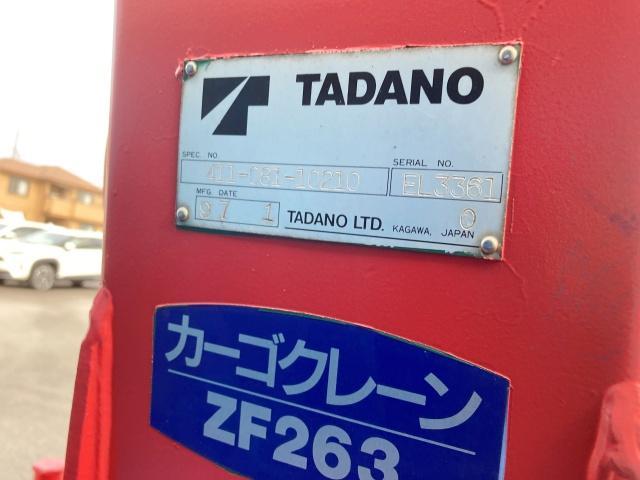 TADANO
SPEC. NO. SERIAL NO.
411-081-10210 EL3361
MFG. DATE
97 1 TADANO LTD. KAGAWA, JAPAN 0
カーゴクレーン
ZF263